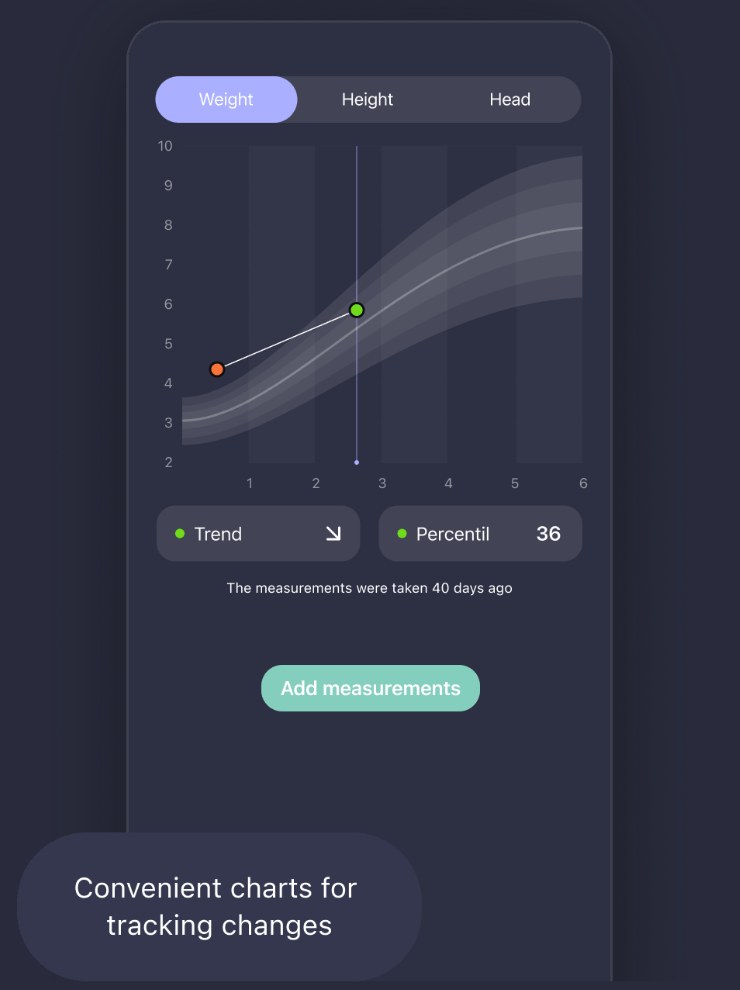 Weight Height Head
10
9
8
7
6
5
4
3
2
1 2 3 4 5 6
Trend Percentil 36
The measurements were taken 40 days ago
Add measurements
Convenient charts for
tracking changes